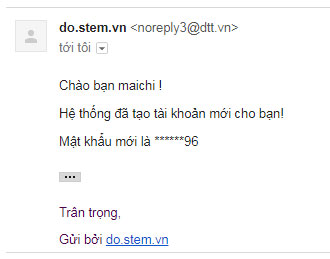 do.stem.vn <noreply3@dtt.vn>
tới tôi
Chào bạn maichi !
Hệ thống đã tạo tài khoản mới cho bạn!
Mật khẩu mới là ******96
Trân trọng,
Gửi bởi do.stem.vn